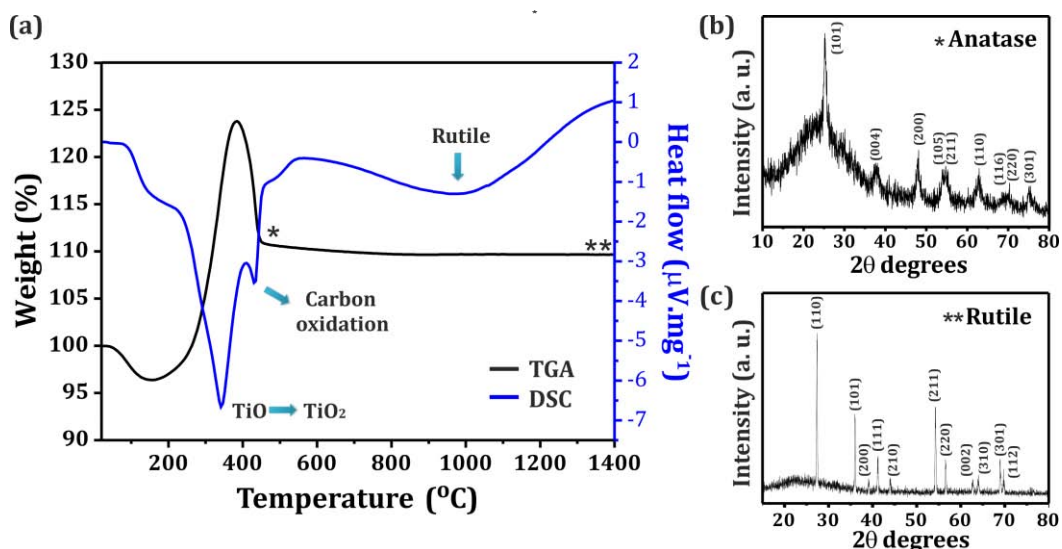 (a)
*
130
125
120
115
110
105
100
95
90
Weight (%)
200 400 600 800 1000 1200 1400
Temperature (ºC)
2
1
0
-1
-2
-3
-4
-5
-6
-7
Heat flow (μV.mg⁻¹)
Rutile
*
**
Carbon
oxidation
TiO TiO₂
TGA
DSC
(b)
*Anatase
Intensity (a. u.)
(101)
(004)
(200)
(105)
(211)
(110)
(116)
(220)
(301)
10 20 30 40 50 60 70 80
2θ degrees
(c)
**Rutile
Intensity (a. u.)
(110)
(101)
(200)
(111)
(210)
(211)
(220)
(002)
(310)
(301)
(112)
20 30 40 50 60 70 80
2θ degrees